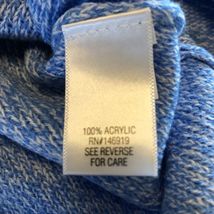 100% ACRYLIC
RN#146919
SEE REVERSE
FOR CARE